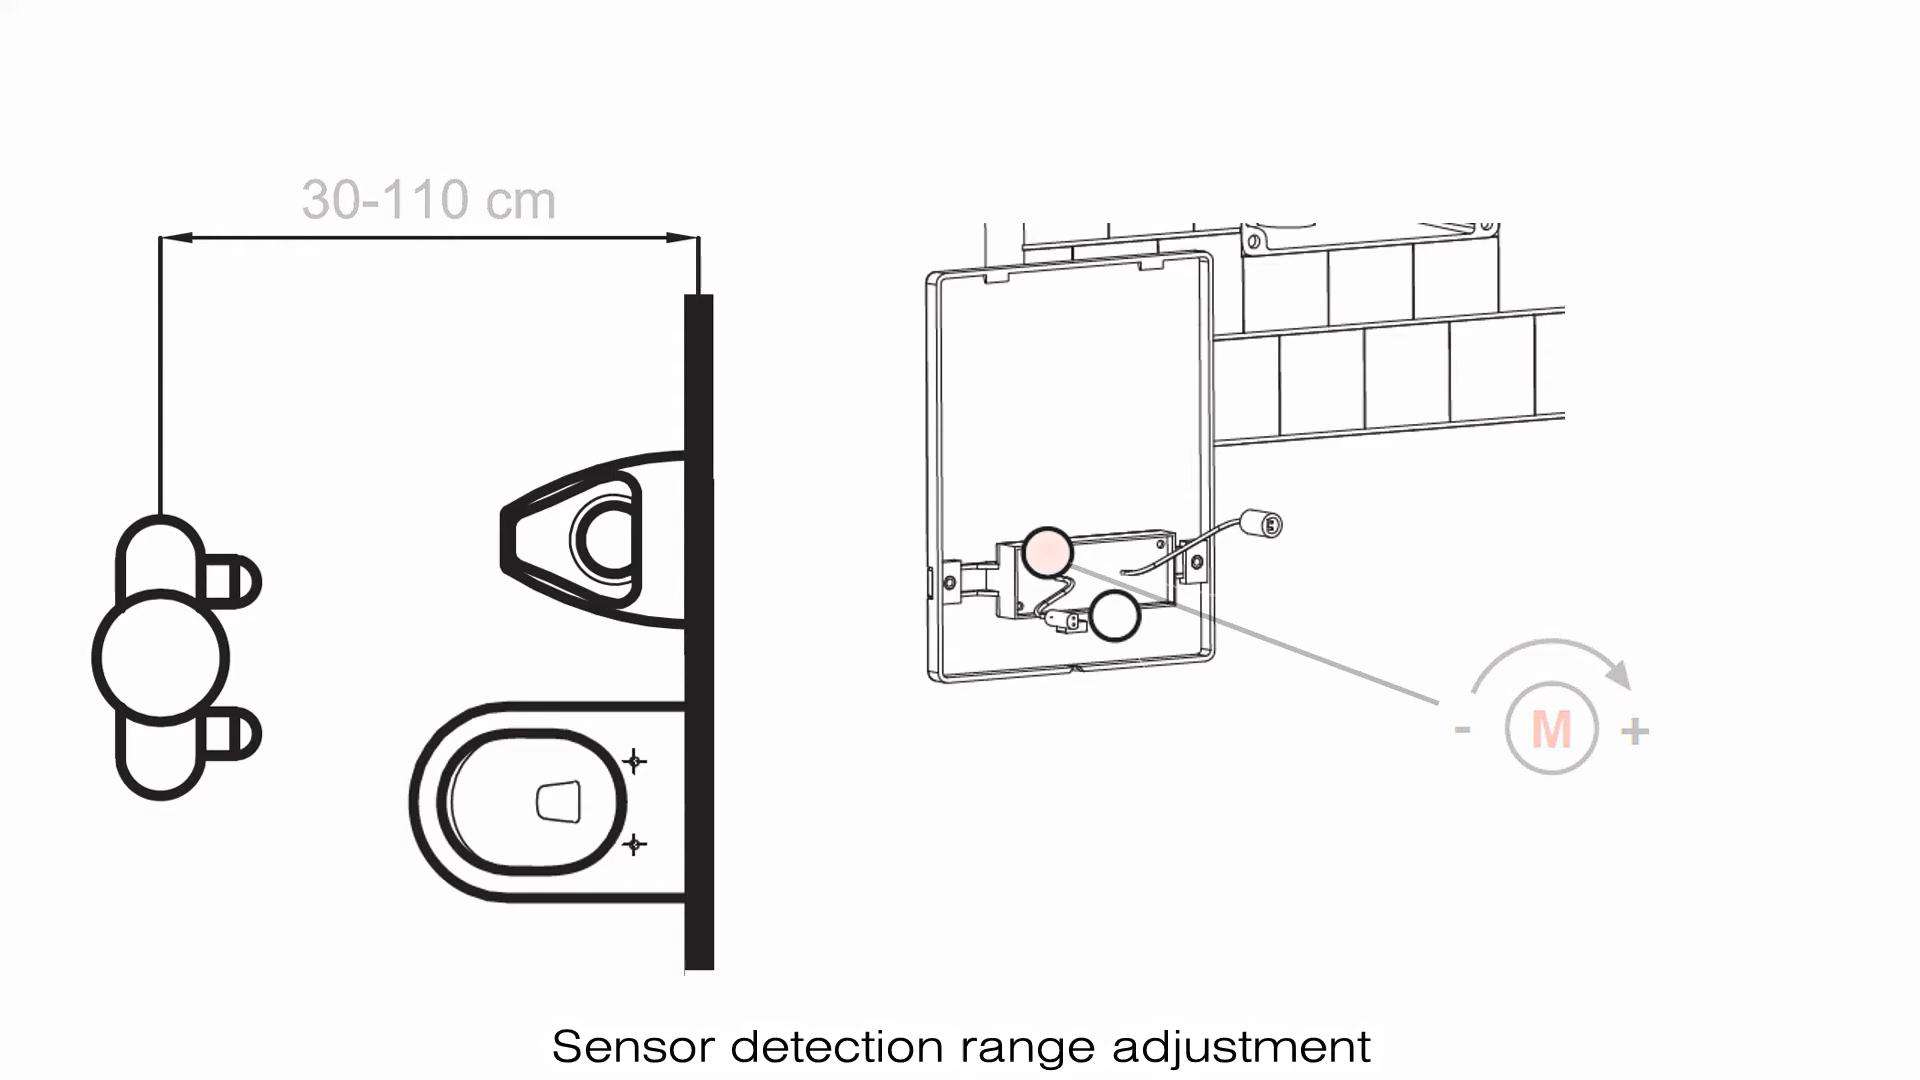 30-110 cm
- M +
Sensor detection range adjustment